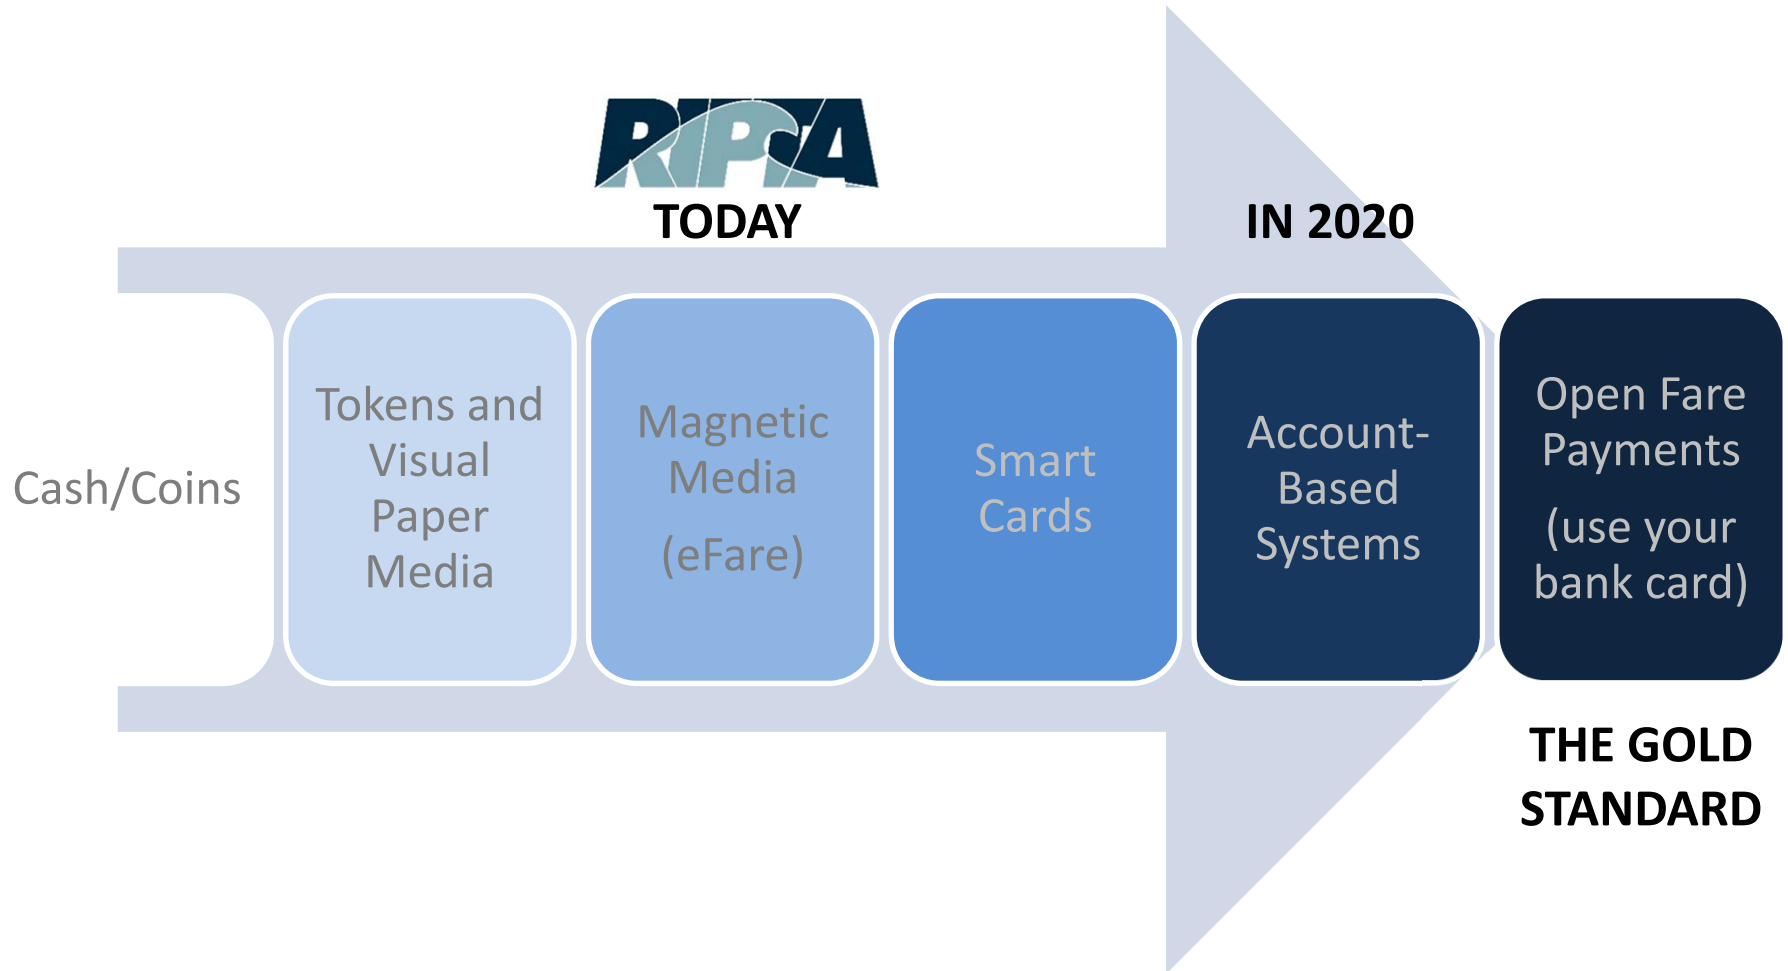 RIPTA
TODAY
IN 2020
Cash/Coins
Tokens and
Visual
Paper
Media
Magnetic
Media
(eFare)
Smart
Cards
Account-
Based
Systems
Open Fare
Payments
(use your
bank card)
THE GOLD
STANDARD